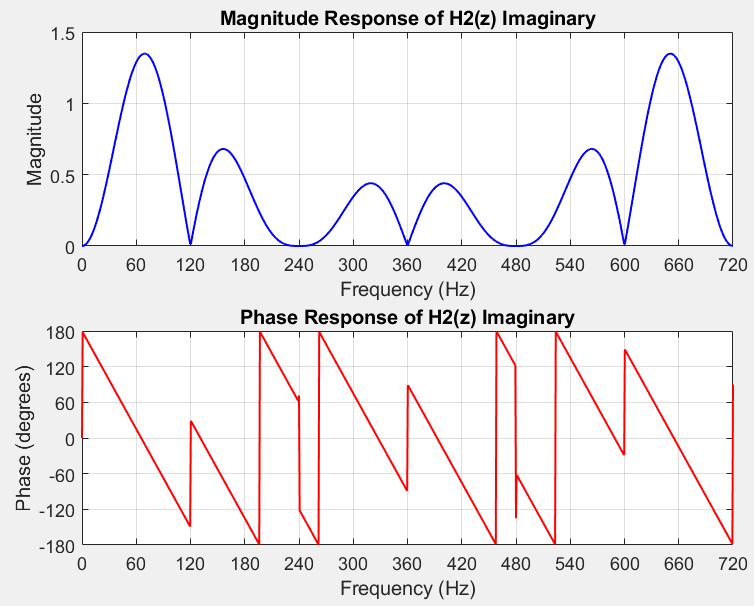 Magnitude Response of H2(z) Imaginary
1.5
1
0.5
0
Magnitude
0 60 120 180 240 300 360 420 480 540 600 660 720
Frequency (Hz)
Phase Response of H2(z) Imaginary
180
120
60
0
-60
-120
-180
Phase (degrees)
0 60 120 180 240 300 360 420 480 540 600 660 720
Frequency (Hz)